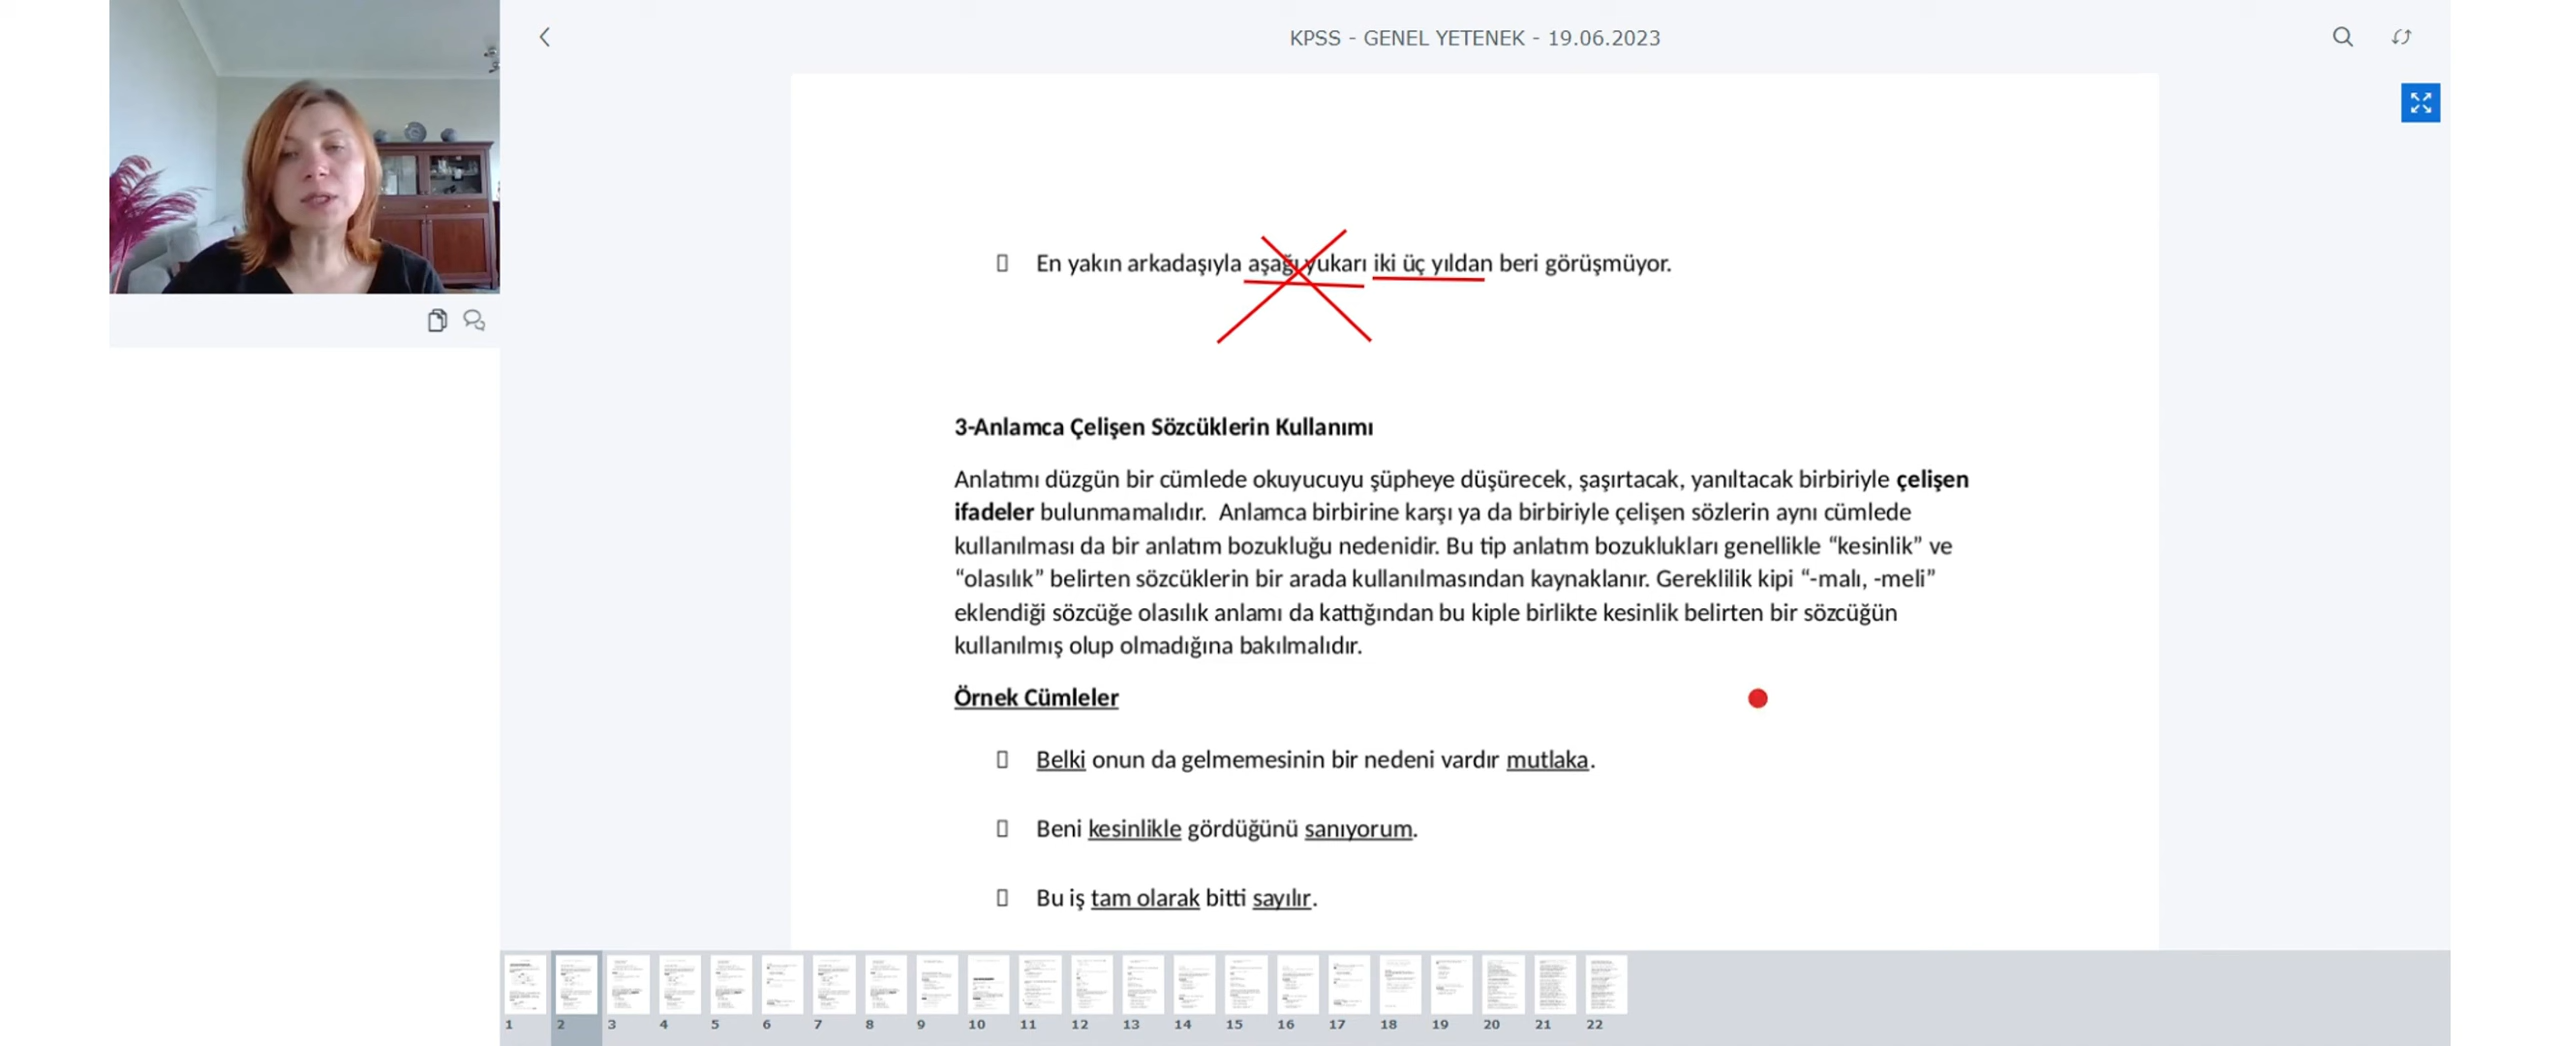 KPSS - GENEL YETENEK - 19.06.2023
En yakın arkadaşıyla aşağı yukarı iki üç yıldan beri görüşmüyor.
3-Anlamca Çelişen Sözcüklerin Kullanımı
Anlatımı düzgün bir cümlede okuyucuyu şüpheye düşürecek, şaşırtacak, yanıltacak birbiriyle çelişen
ifadeler bulunmamalıdır.  Anlamca birbirine karşı ya da birbiriyle çelişen sözlerin aynı cümlede
kullanılması da bir anlatım bozukluğu nedenidir. Bu tip anlatım bozuklukları genellikle “kesinlik” ve
“olasılık” belirten sözcüklerin bir arada kullanılmasından kaynaklanır. Gereklilik kipi “-malı, -meli”
eklendiği sözcüğe olasılık anlamı da kattığından bu kiple birlikte kesinlik belirten bir sözcüğün
kullanılmış olup olmadığına bakılmalıdır.
Örnek Cümleler
Belki onun da gelmemesinin bir nedeni vardır mutlaka.
Beni kesinlikle gördüğünü sanıyorum.
Bu iş tam olarak bitti sayılır.
1 2 3 4 5 6 7 8 9 10 11 12 13 14 15 16 17 18 19 20 21 22